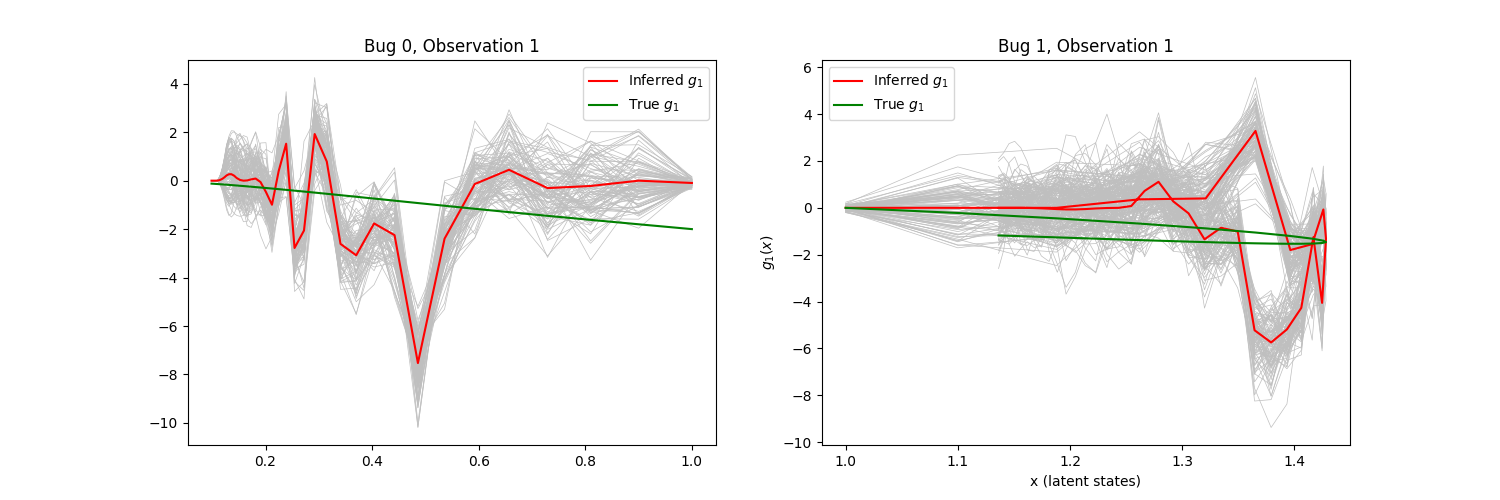 Bug 0, Observation 1
Inferred g₁
True g₁
4
2
0
−2
−4
−6
−8
−10
0.2 0.4 0.6 0.8 1.0
Bug 1, Observation 1
Inferred g₁
True g₁
6
4
2
0
−2
−4
−6
−8
−10
g₁(x)
1.0 1.1 1.2 1.3 1.4
x (latent states)